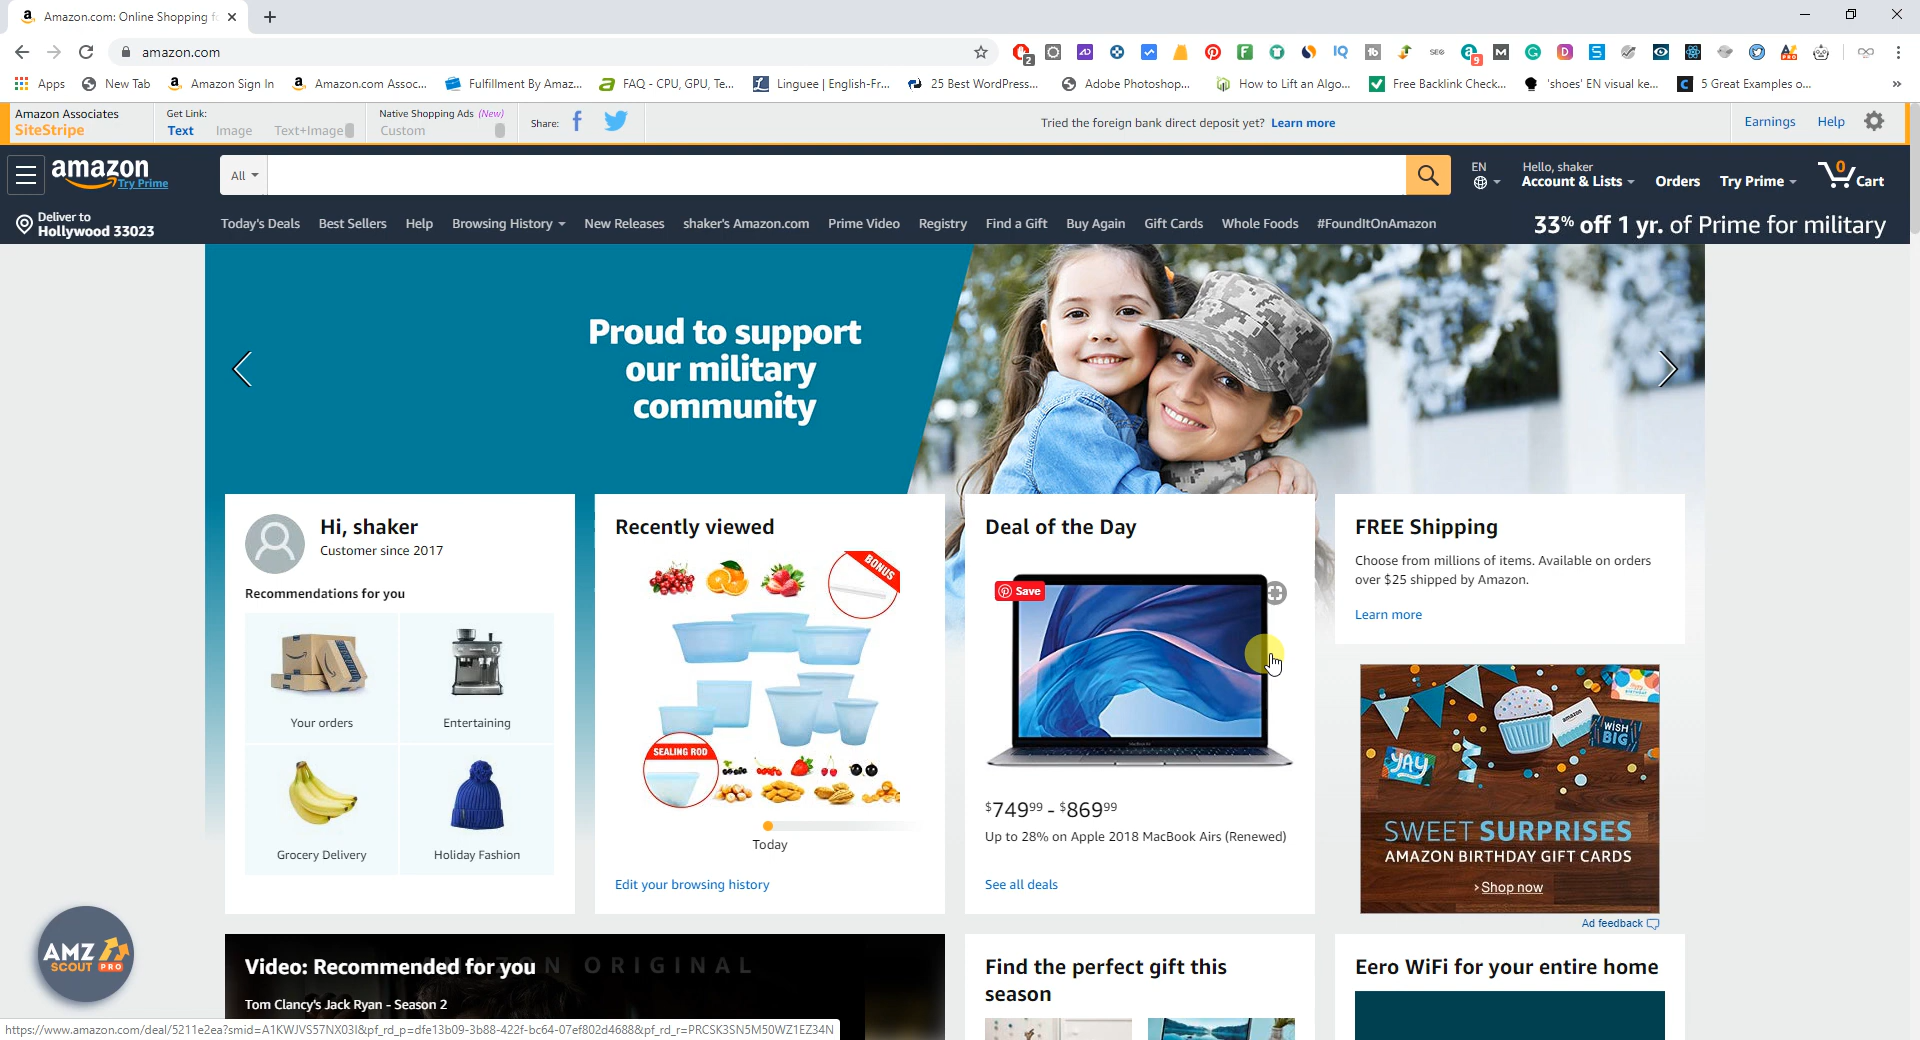 Amazon.com: Online Shopping f
amazon.com
2
9
Apps
New Tab
Amazon Sign In
Amazon.com Assoc...
Fulfillment By Amaz...
FAQ - CPU, GPU, Te...
Linguee | English-Fr...
25 Best WordPress...
Adobe Photoshop...
How to Lift an Algo...
Free Backlink Check...
'shoes' EN visual ke...
5 Great Examples o...
»
Amazon Associates
SiteStripe
Get Link:
Text Image Text+Image
Native Shopping Ads (New)
Custom
Share:
Tried the foreign bank direct deposit yet? Learn more
Earnings Help
amazon
Try Prime
All
EN
Hello, shaker
Account & Lists
Orders
Try Prime
0
Cart
Deliver to
Hollywood 33023
Today's Deals Best Sellers Help Browsing History New Releases shaker's Amazon.com Prime Video Registry Find a Gift Buy Again Gift Cards Whole Foods #FoundItOnAmazon
33% off 1 yr. of Prime for military
Proud to support
our military
community
Hi, shaker
Customer since 2017
Recommendations for you
Your orders
Entertaining
Grocery Delivery
Holiday Fashion
Recently viewed
BONUS
SEALING ROD
Today
Edit your browsing history
Deal of the Day
Save
$749.99 - $869.99
Up to 28% on Apple 2018 MacBook Airs (Renewed)
See all deals
FREE Shipping
Choose from millions of items. Available on orders
over $25 shipped by Amazon.
Learn more
amazon
WiSH
BIG
YAY
SWEET SURPRISES
AMAZON BIRTHDAY GIFT CARDS
› Shop now
Ad feedback
AMZ
SCOUT PRO
Video: Recommended for you
N ORIGINAL
Tom Clancy's Jack Ryan - Season 2
Find the perfect gift this
season
Eero WiFi for your entire home
https://www.amazon.com/deal/5211e2ea?smid=A1KWJVS57NX03I&pf_rd_p=dfe13b09-3b88-422f-bc64-07ef802d4688&pf_rd_r=PRCSK3SN5M50WZ1EZ34N